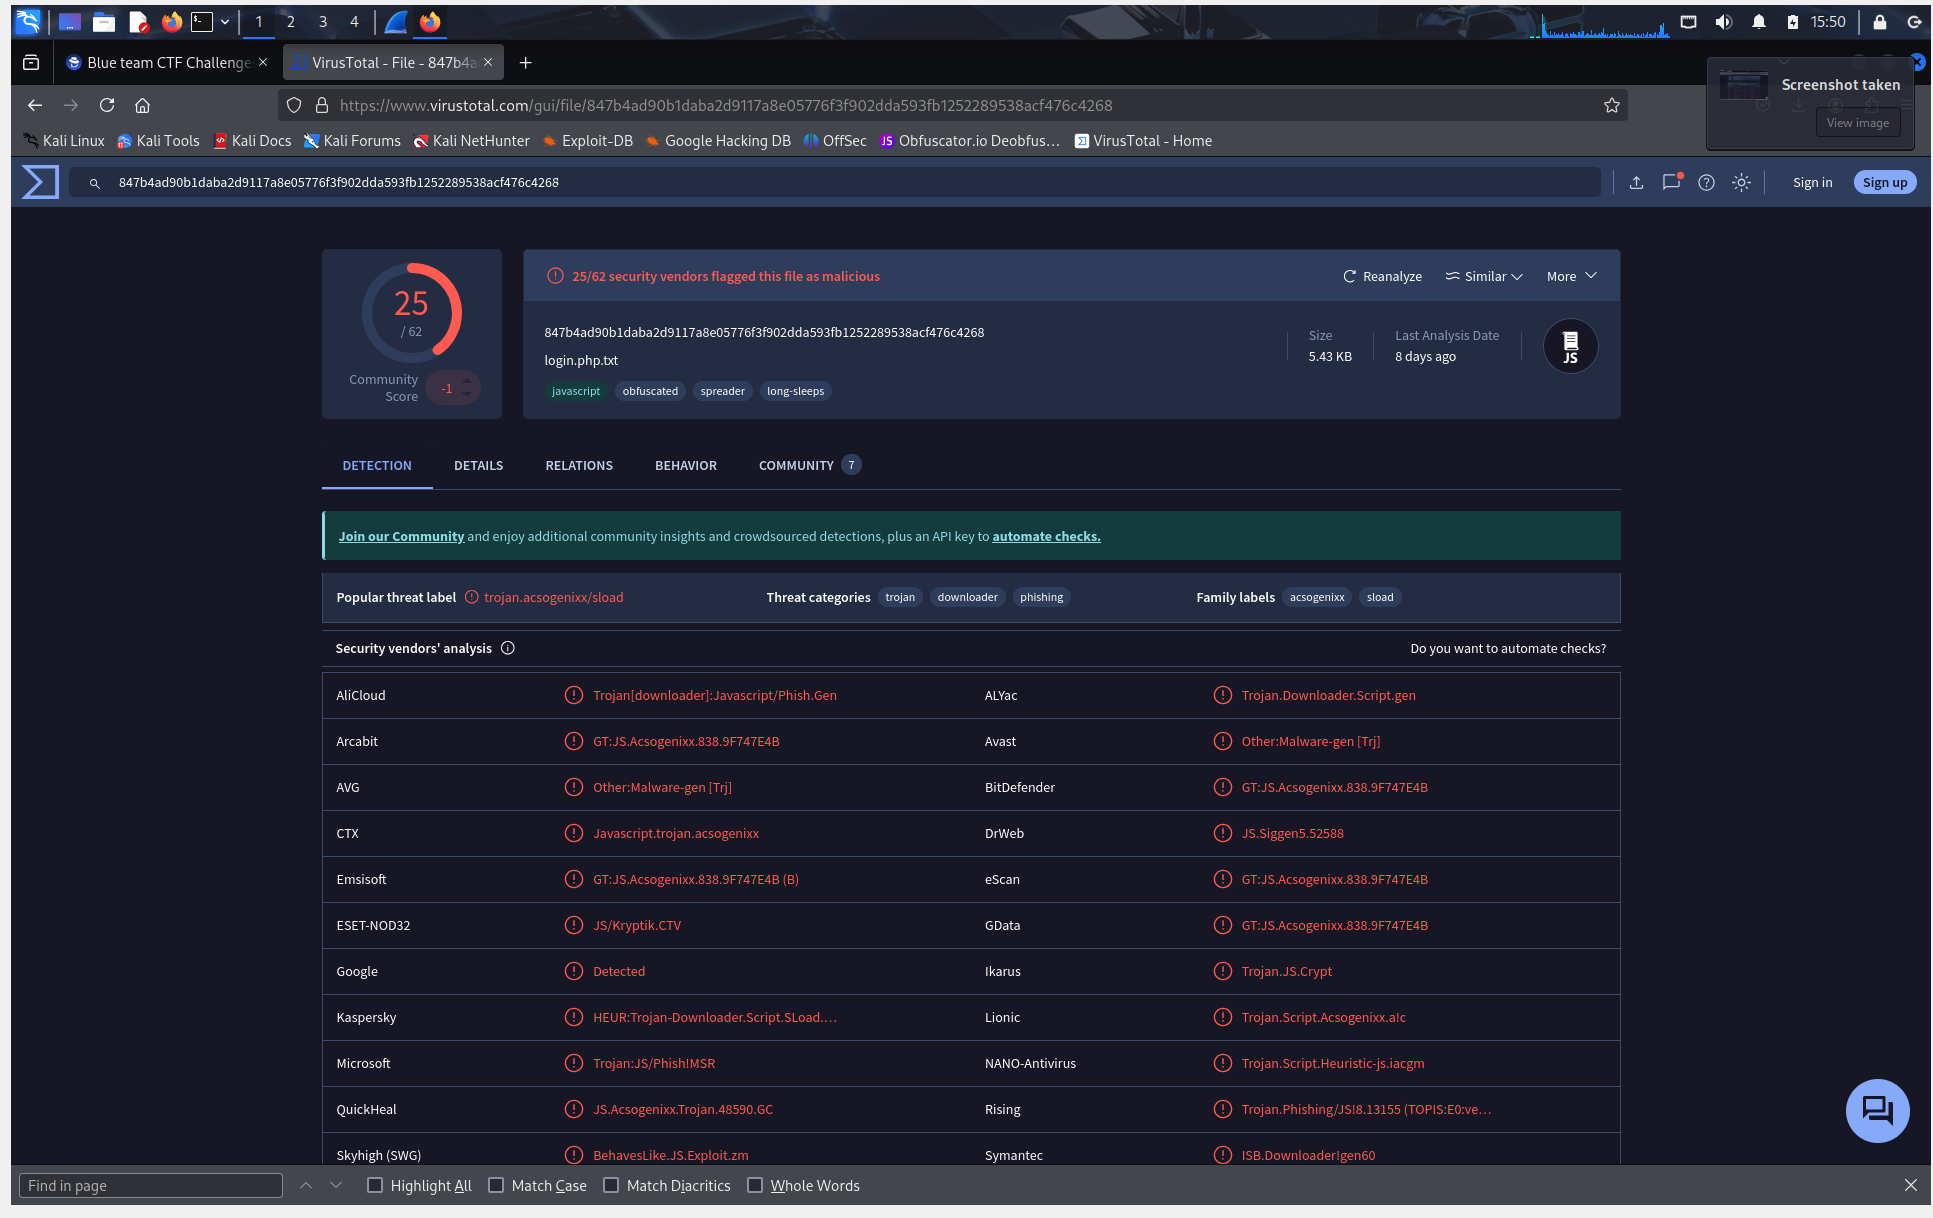 1 2 3 4 15:50
Blue team CTF Challenge
VirusTotal - File - 847b4a
Screenshot taken
View image
https://www.virustotal.com/gui/file/847b4ad90b1daba2d9117a8e05776f3f902dda593fb1252289538acf476c4268
Kali Linux Kali Tools Kali Docs Kali Forums Kali NetHunter Exploit-DB Google Hacking DB OffSec Obfuscator.io Deobfus… VirusTotal - Home
847b4ad90b1daba2d9117a8e05776f3f902dda593fb1252289538acf476c4268
Sign in Sign up
25
/ 62
Community Score -1
25/62 security vendors flagged this file as malicious
Reanalyze Similar More
847b4ad90b1daba2d9117a8e05776f3f902dda593fb1252289538acf476c4268
login.php.txt
javascript obfuscated spreader long-sleeps
Size
5.43 KB
Last Analysis Date
8 days ago
JS
DETECTION DETAILS RELATIONS BEHAVIOR COMMUNITY 7
Join our Community and enjoy additional community insights and crowdsourced detections, plus an API key to automate checks.
Popular threat label trojan.acsogenixx/sload Threat categories trojan downloader phishing Family labels acsogenixx sload
Security vendors' analysis Do you want to automate checks?
AliCloud Trojan[downloader]:Javascript/Phish.Gen ALYac Trojan.Downloader.Script.gen
Arcabit GT:JS.Acsogenixx.838.9F747E4B Avast Other:Malware-gen [Trj]
AVG Other:Malware-gen [Trj] BitDefender GT:JS.Acsogenixx.838.9F747E4B
CTX Javascript.trojan.acsogenixx DrWeb JS.Siggen5.52588
Emsisoft GT:JS.Acsogenixx.838.9F747E4B (B) eScan GT:JS.Acsogenixx.838.9F747E4B
ESET-NOD32 JS/Kryptik.CTV GData GT:JS.Acsogenixx.838.9F747E4B
Google Detected Ikarus Trojan.JS.Crypt
Kaspersky HEUR:Trojan-Downloader.Script.SLoad.… Lionic Trojan.Script.Acsogenixx.a!c
Microsoft Trojan:JS/Phish!MSR NANO-Antivirus Trojan.Script.Heuristic-js.iacgm
QuickHeal JS.Acsogenixx.Trojan.48590.GC Rising Trojan.Phishing/JS!8.13155 (TOPIS:E0:ve…
Skyhigh (SWG) BehavesLike.JS.Exploit.zm Symantec ISB.Downloader!gen60
Find in page Highlight All Match Case Match Diacritics Whole Words